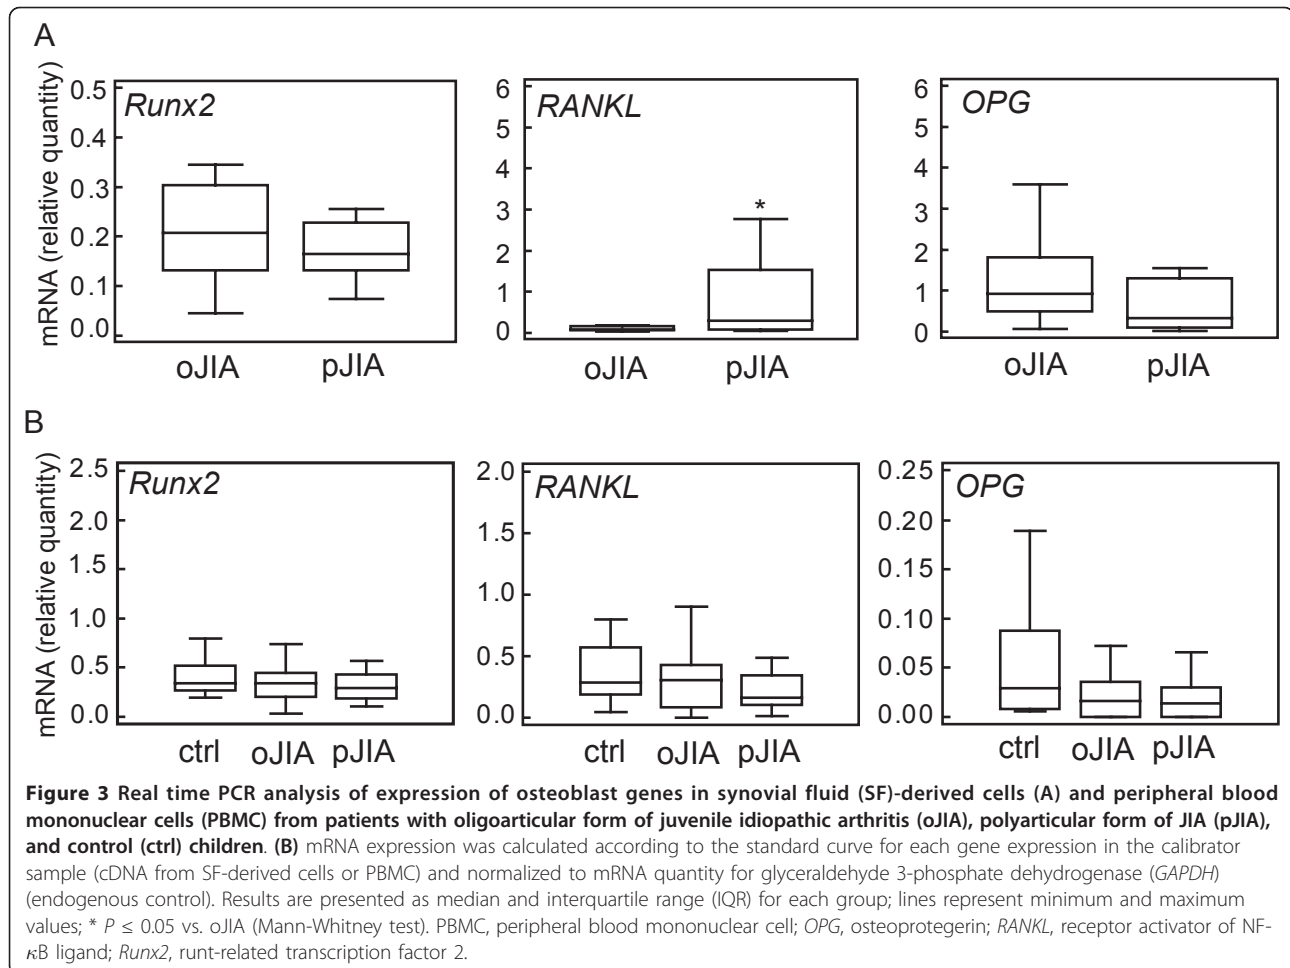 A
mRNA (relative quantity)
Runx2
0.5
0.4
0.3
0.2
0.1
0.0
oJIA pJIA
RANKL
6
5
4
3
2
1
0
*
oJIA pJIA
OPG
6
5
4
3
2
1
0
oJIA pJIA
B
mRNA (relative quantity)
Runx2
2.5
2.0
1.5
1.0
0.5
0.0
ctrl oJIA pJIA
RANKL
2.0
1.5
1.0
0.5
0.0
ctrl oJIA pJIA
OPG
0.25
0.20
0.15
0.10
0.05
0.00
ctrl oJIA pJIA
Figure 3 Real time PCR analysis of expression of osteoblast genes in synovial fluid (SF)-derived cells (A) and peripheral blood
mononuclear cells (PBMC) from patients with oligoarticular form of juvenile idiopathic arthritis (oJIA), polyarticular form of JIA (pJIA),
and control (ctrl) children. (B) mRNA expression was calculated according to the standard curve for each gene expression in the calibrator
sample (cDNA from SF-derived cells or PBMC) and normalized to mRNA quantity for glyceraldehyde 3-phosphate dehydrogenase (GAPDH)
(endogenous control). Results are presented as median and interquartile range (IQR) for each group; lines represent minimum and maximum
values; * P ≤ 0.05 vs. oJIA (Mann-Whitney test). PBMC, peripheral blood mononuclear cell; OPG, osteoprotegerin; RANKL, receptor activator of NF-
κB ligand; Runx2, runt-related transcription factor 2.